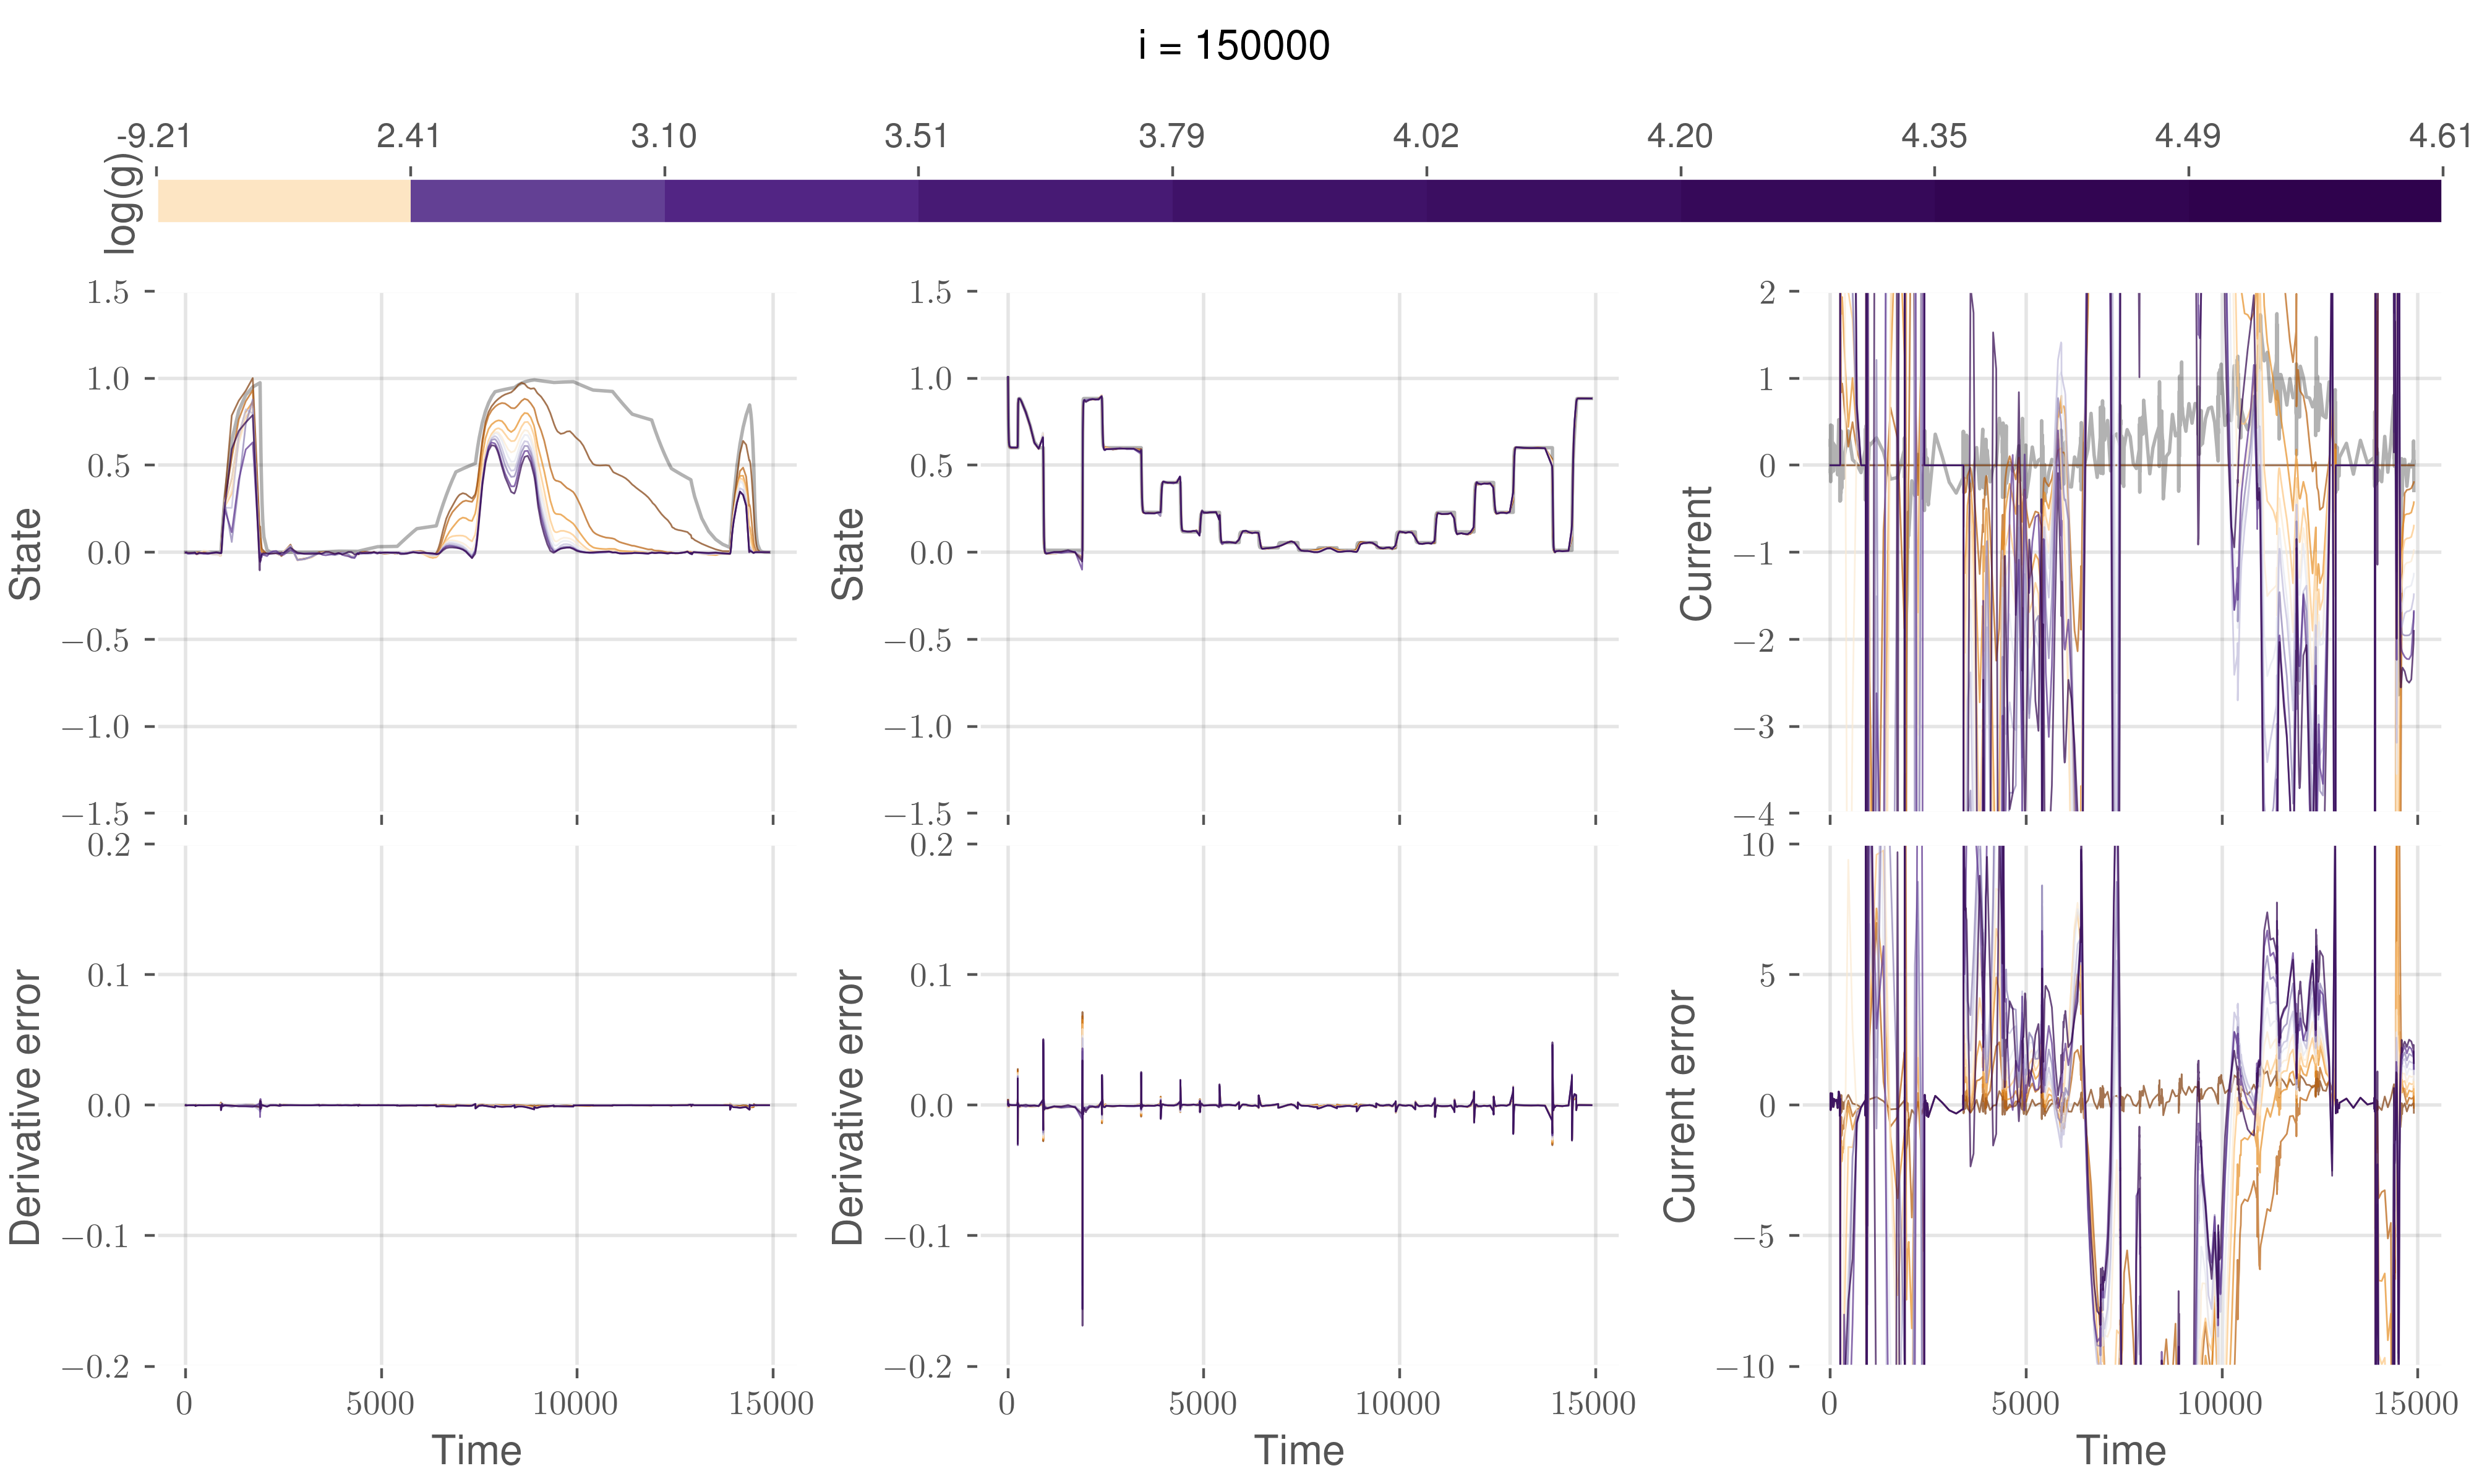 i = 150000
-9.21 2.41 3.10 3.51 3.79 4.02 4.20 4.35 4.49 4.61
log(g)
1.5 1.0 0.5 0.0 −0.5 −1.0 −1.5
State
1.5 1.0 0.5 0.0 −0.5 −1.0 −1.5
State
2 1 0 −1 −2 −3 −4
Current
0.2 0.1 0.0 −0.1 −0.2
Derivative error
0.2 0.1 0.0 −0.1 −0.2
Derivative error
10 5 0 −5 −10
Current error
0 5000 10000 15000
0 5000 10000 15000
0 5000 10000 15000
Time
Time
Time